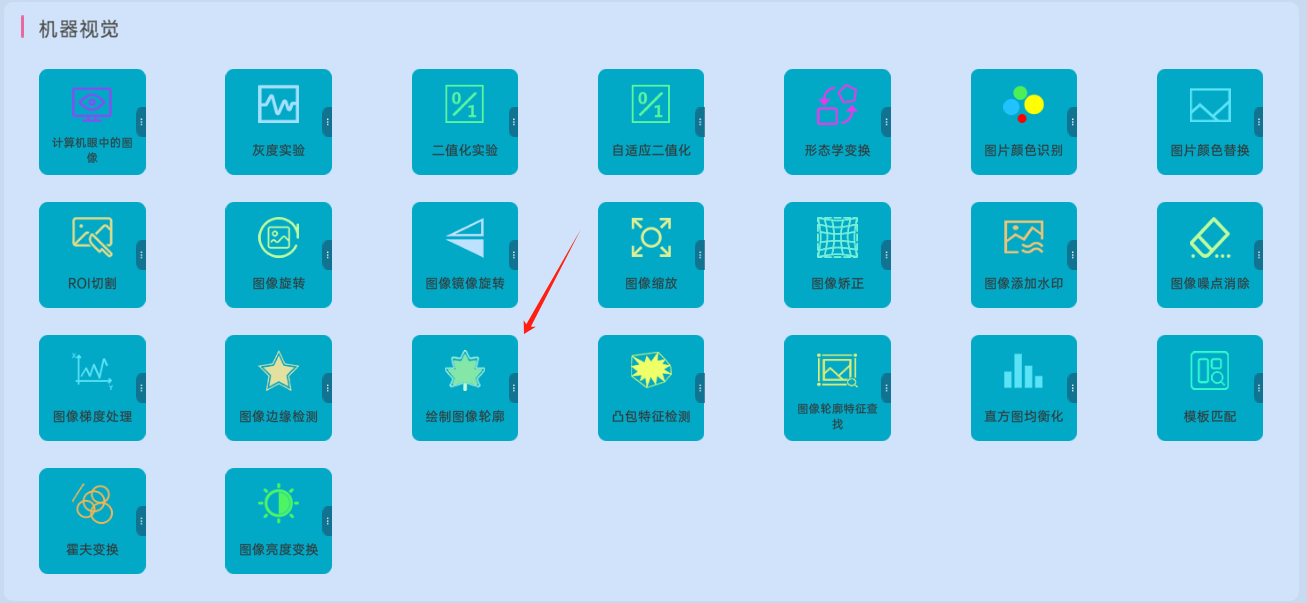 机器视觉
计算机眼中的图
像
灰度实验
0/1
二值化实验
0/1
自适应二值化
形态学变换
图片颜色识别
图片颜色替换
ROI切割
图像旋转
图像镜像旋转
图像缩放
图像矫正
图像添加水印
图像噪点消除
X
Y
图像梯度处理
图像边缘检测
绘制图像轮廓
凸包特征检测
图像轮廓特征查
找
直方图均衡化
模板匹配
霍夫变换
图像亮度变换